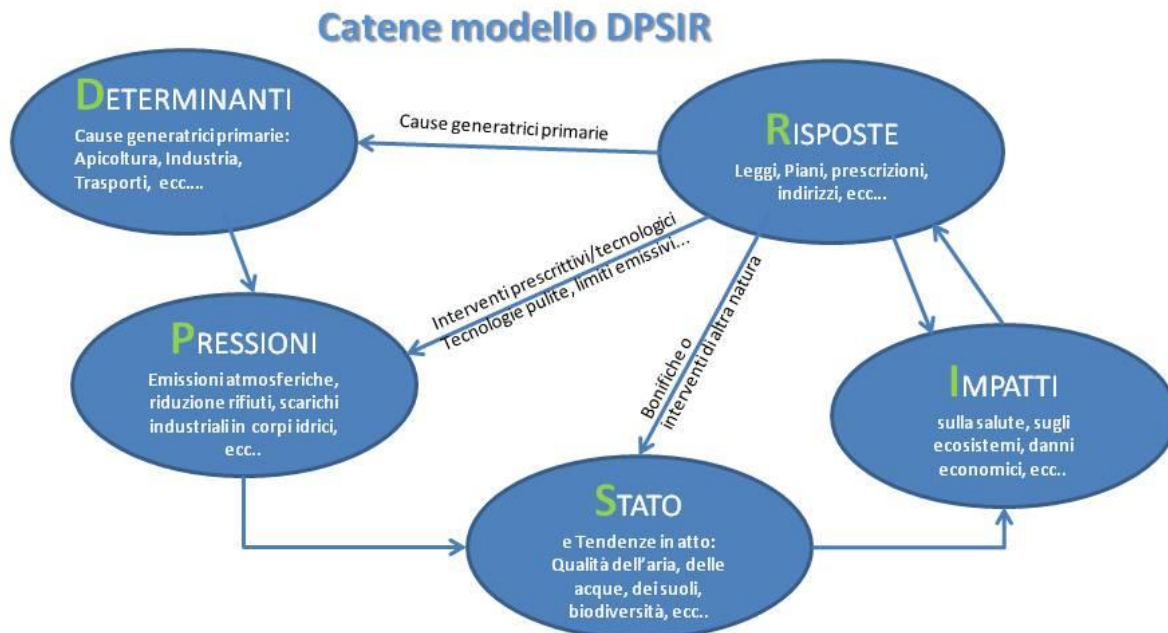 Catene modello DPSIR
DETERMINANTI
Cause generatrici primarie:
Apicoltura, Industria,
Trasporti, ecc....
Cause generatrici primarie
RISPOSTE
Leggi, Piani, prescrizioni,
indirizzi, ecc...
Interventi prescrittivi/tecnologici
Tecnologie pulite, limiti emissivi...
Bonifiche o
interventi di altra natura
PRESSIONI
Emissioni atmosferiche,
riduzione rifiuti, scarichi
industriali in corpi idrici,
ecc..
IMPATTI
sulla salute, sugli
ecosistemi, danni
economici, ecc..
STATO
e Tendenze in atto:
Qualità dell'aria, delle
acque, dei suoli,
biodiversità, ecc..